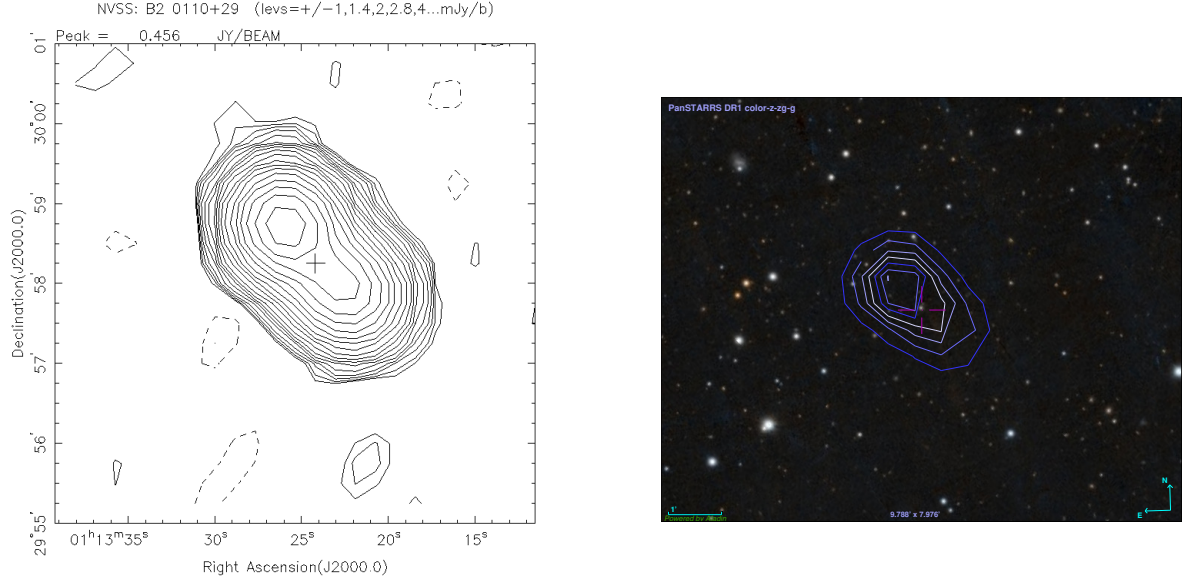 NVSS: B2 0110+29 (levs=+/−1,1.4,2,2.8,4...mJy/b)
Peak = 0.456 JY/BEAM
01'
30°00'
59'
58'
57'
56'
29°55'
Declination(J2000.0)
01h13m35s 30s 25s 20s 15s
Right Ascension(J2000.0)
PanSTARRS DR1 color-z-zg-g
N
E
1'
Powered by Aladin
9.788' x 7.976'